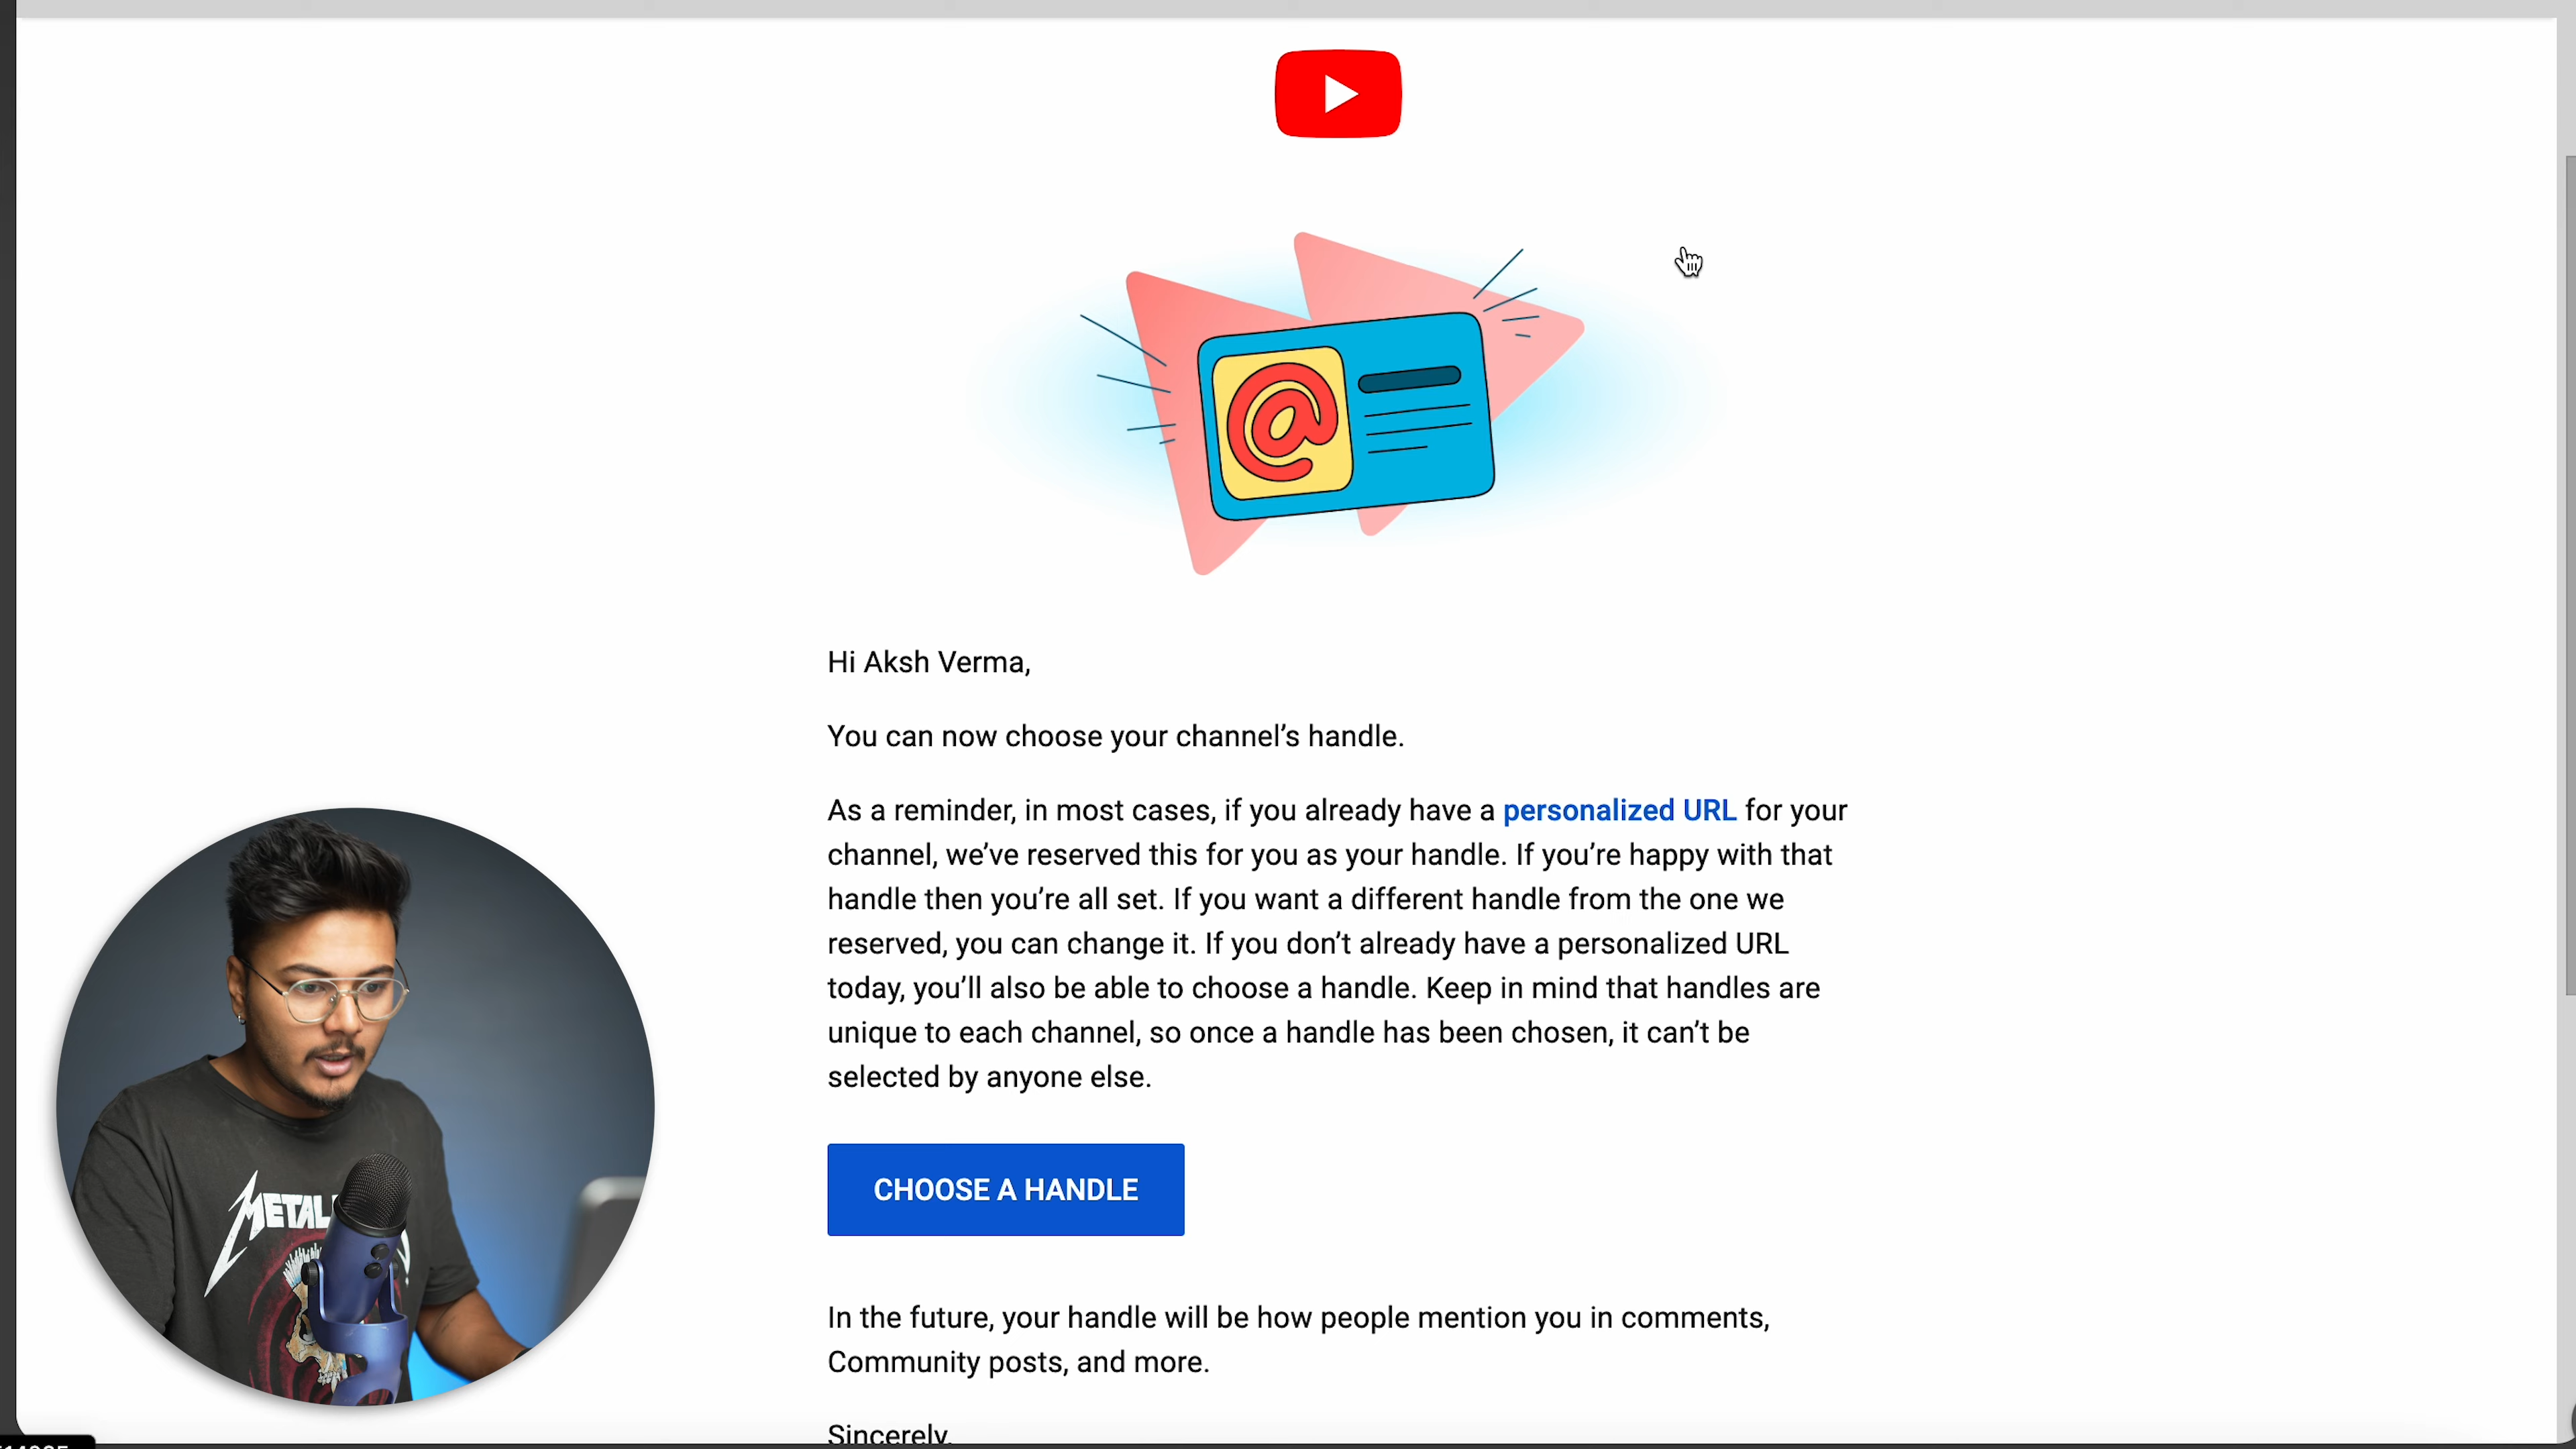 @
Hi Aksh Verma,
You can now choose your channel’s handle.
As a reminder, in most cases, if you already have a personalized URL for your
channel, we’ve reserved this for you as your handle. If you’re happy with that
handle then you’re all set. If you want a different handle from the one we
reserved, you can change it. If you don’t already have a personalized URL
today, you’ll also be able to choose a handle. Keep in mind that handles are
unique to each channel, so once a handle has been chosen, it can’t be
selected by anyone else.
CHOOSE A HANDLE
METAL
In the future, your handle will be how people mention you in comments,
Community posts, and more.
Sincerely,